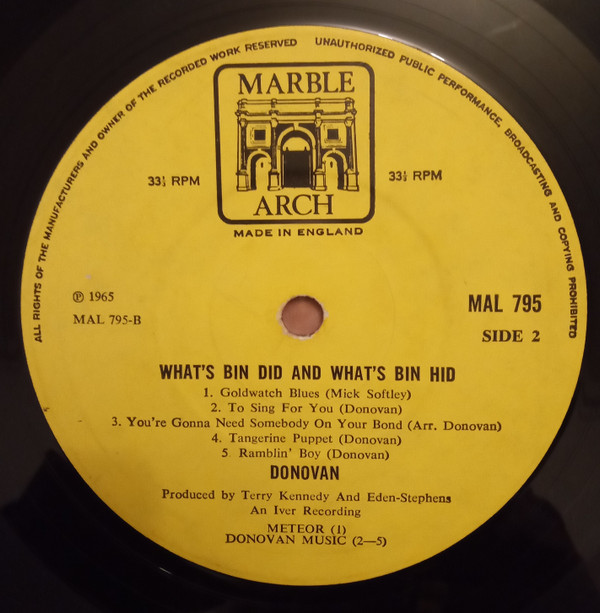 ALL RIGHTS OF THE MANUFACTURERS AND OWNER OF THE RECORDED WORK RESERVED UNAUTHORIZED PUBLIC PERFORMANCE, BROADCASTING AND COPYING PROHIBITED
MARBLE
ARCH
33⅓ RPM
33⅓ RPM
MADE IN ENGLAND
℗ 1965
MAL 795-B
MAL 795
SIDE 2
WHAT'S BIN DID AND WHAT'S BIN HID
1. Goldwatch Blues (Mick Softley)
2. To Sing For You (Donovan)
3. You're Gonna Need Somebody On Your Bond (Arr. Donovan)
4. Tangerine Puppet (Donovan)
5 Ramblin' Boy (Donovan)
DONOVAN
Produced by Terry Kennedy And Eden-Stephens
An Iver Recording
METEOR (1)
DONOVAN MUSIC (2—5)